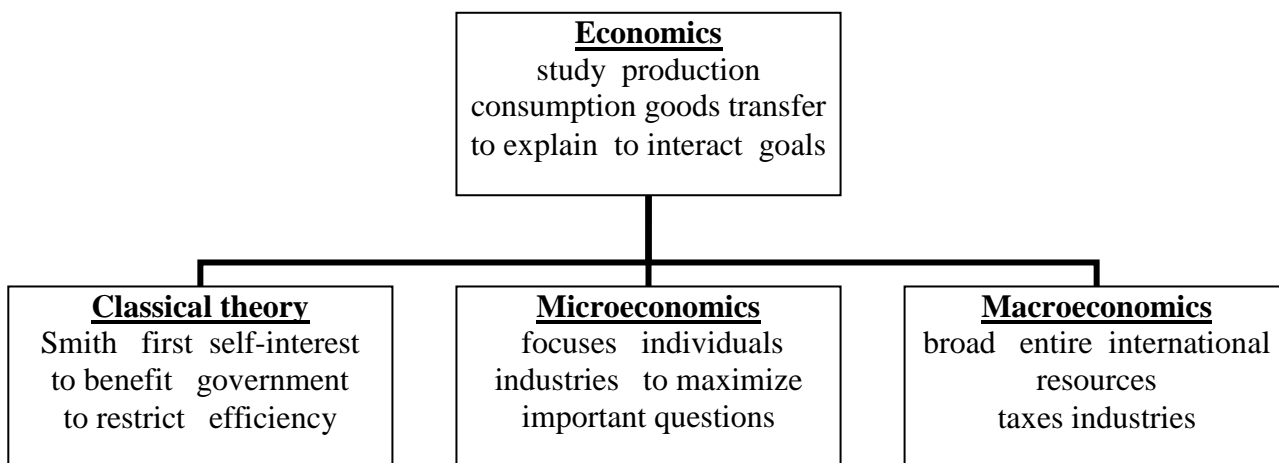 Economics
study production
consumption goods transfer
to explain to interact goals
Classical theory
Smith first self-interest
to benefit government
to restrict efficiency
Microeconomics
focuses individuals
industries to maximize
important questions
Macroeconomics
broad entire international
resources
taxes industries